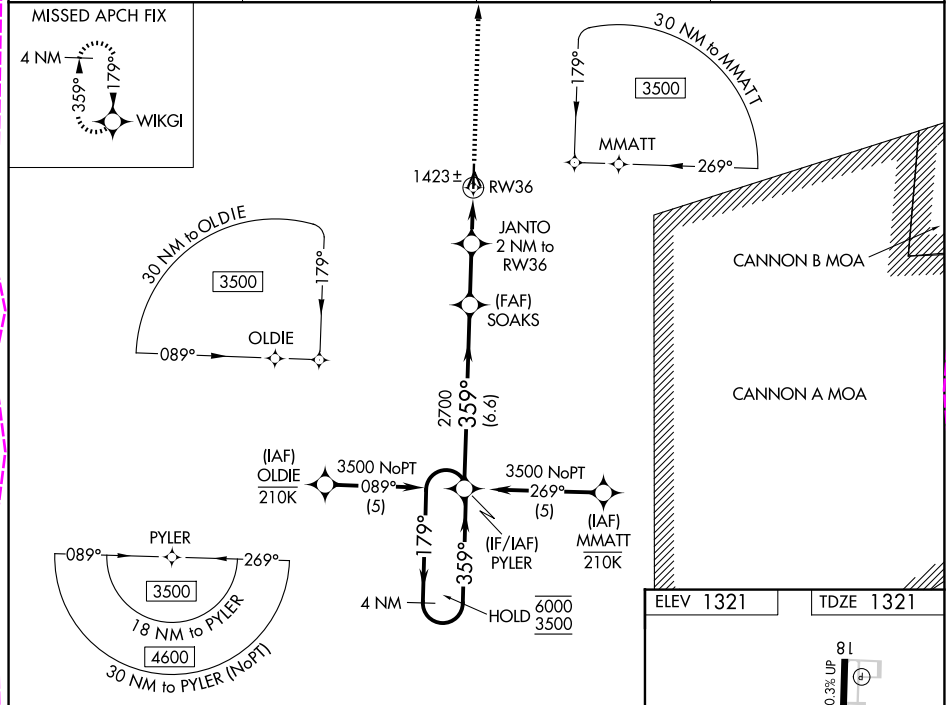 MISSED APCH FIX
4 NM
359°
179°
WIKGI
30 NM to MMATT
179°
3500
MMATT
269°
1423±
RW36
JANTO
2 NM to
RW36
(FAF)
SOAKS
30 NM to OLDIE
3500
179°
OLDIE
089°
CANNON B MOA
CANNON A MOA
2700
359°
(6.6)
(IAF)
OLDIE
210K
3500 NoPT
089°
(5)
3500 NoPT
269°
(5)
(IAF)
MMATT
210K
(IF/IAF)
PYLER
179°
359°
4 NM
HOLD
6000
3500
PYLER
089°
269°
3500
18 NM to PYLER
4600
30 NM to PYLER (NoPT)
ELEV 1321
TDZE 1321
18
0.3% UP
P